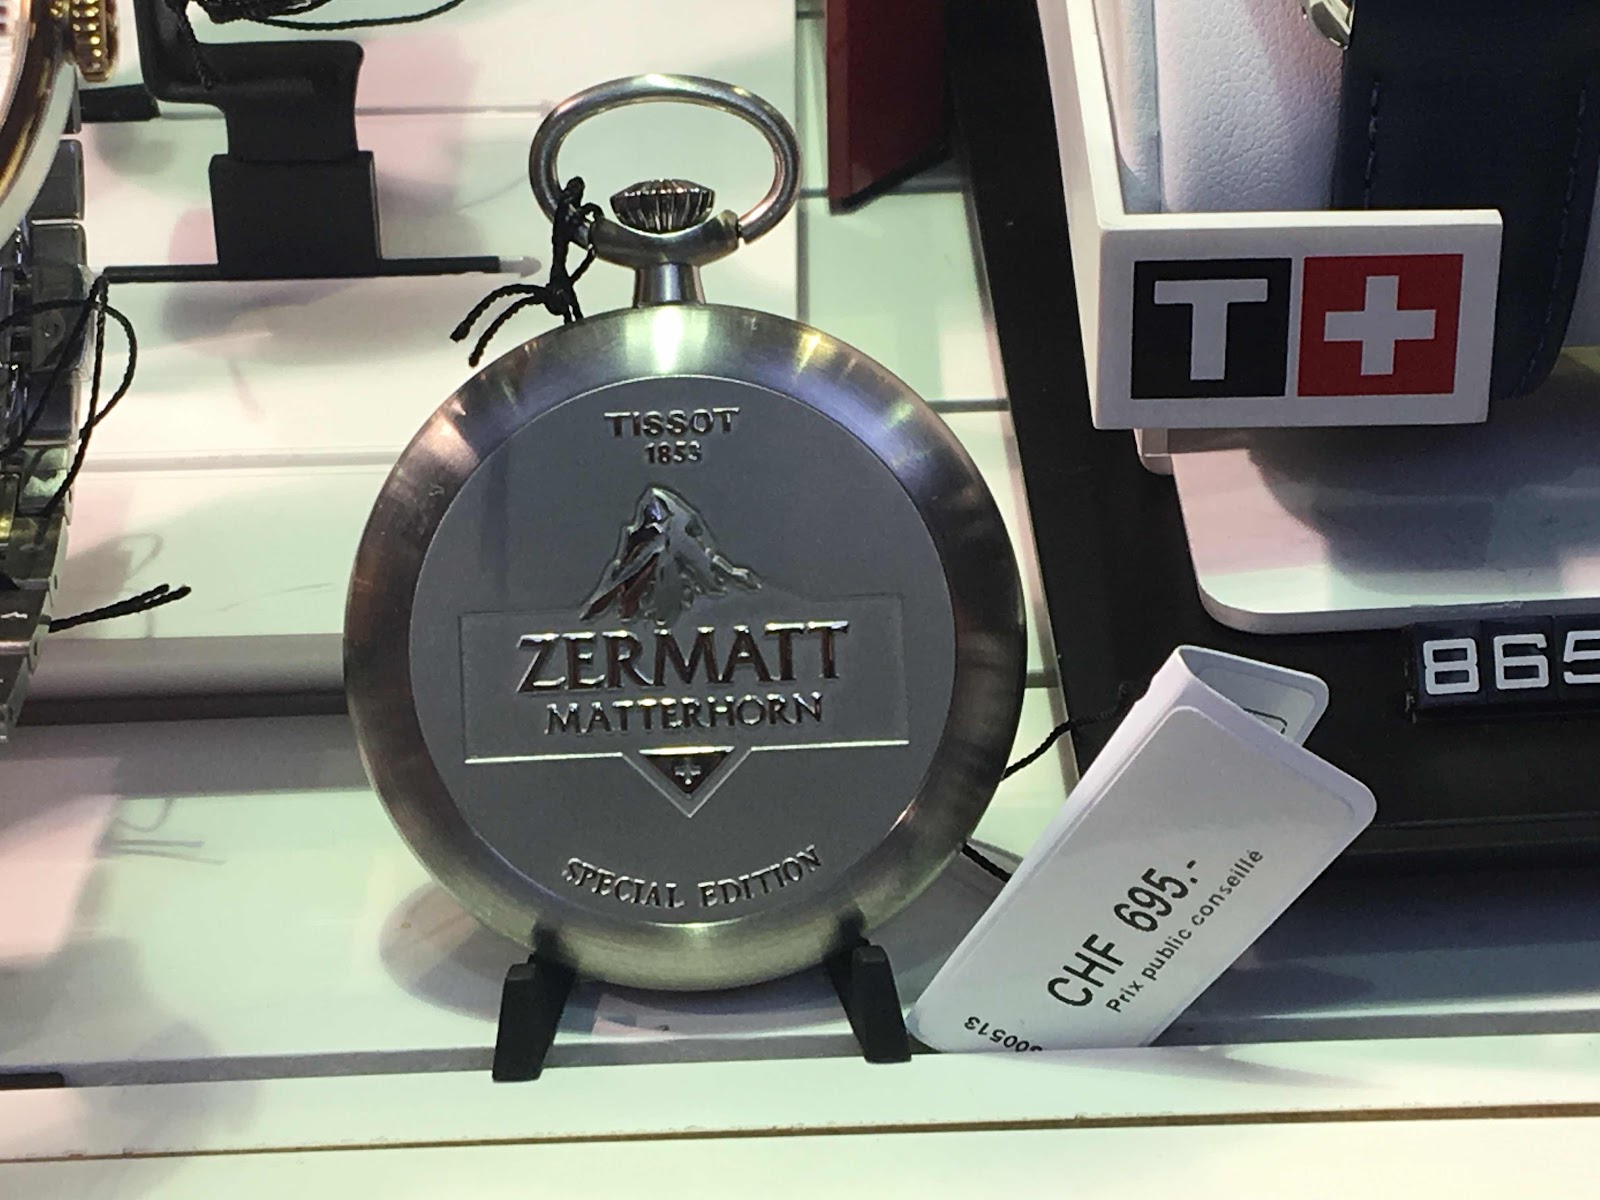 TISSOT
1853
ZERMATT
MATTERHORN
SPECIAL EDITION
T+
865
CHF 695.-
Prix public conseillé